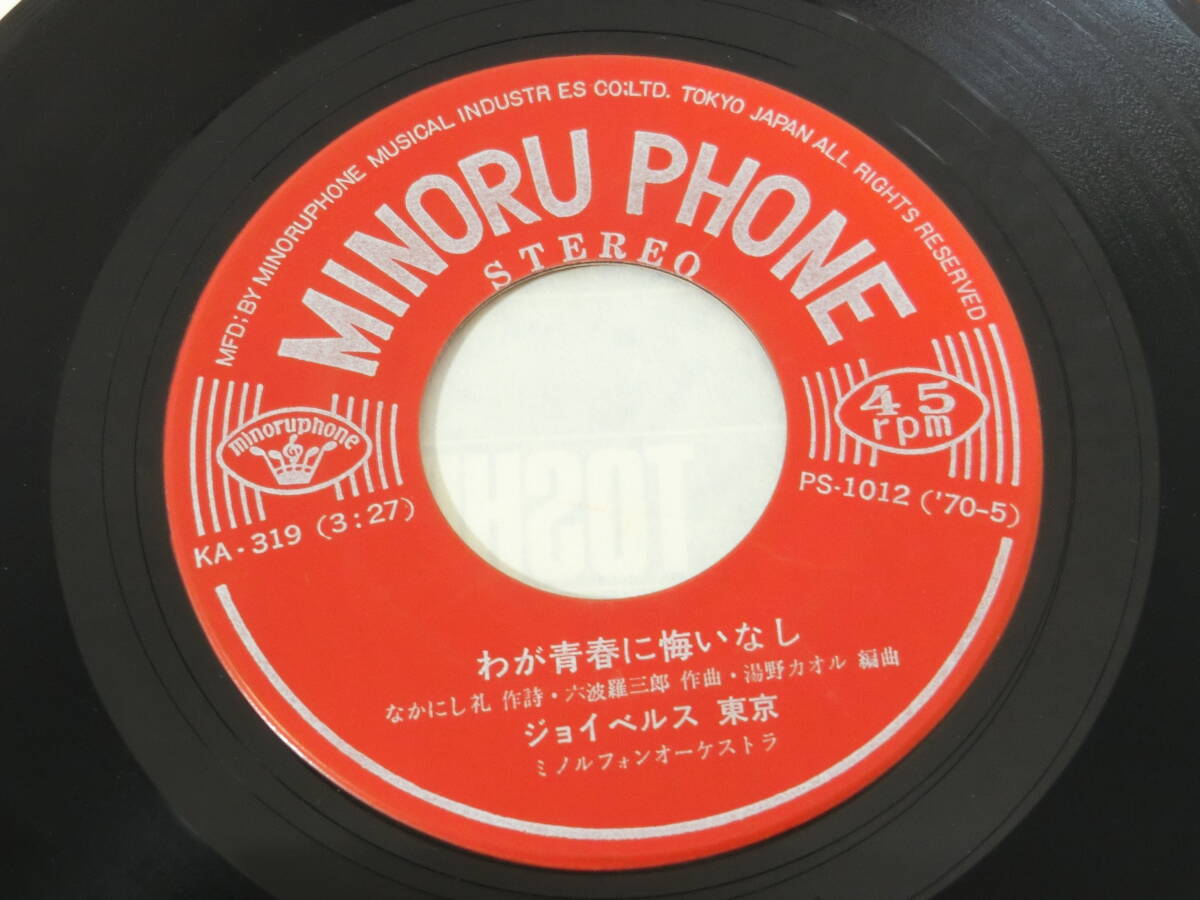 MFD; BY MINORUPHONE MUSICAL INDUSTR ES CO;LTD. TOKYO JAPAN ALL RIGHTS RESERVED
MINORU PHONE
STEREO
minoruphone
45
rpm
KA-319 (3:27)
PS-1012 ('70-5)
TOSH
わが青春に悔いなし
なかにし礼 作詩・六波羅三郎 作曲・湯野カオル 編曲
ジョイベルス 東京
ミノルフォンオーケストラ